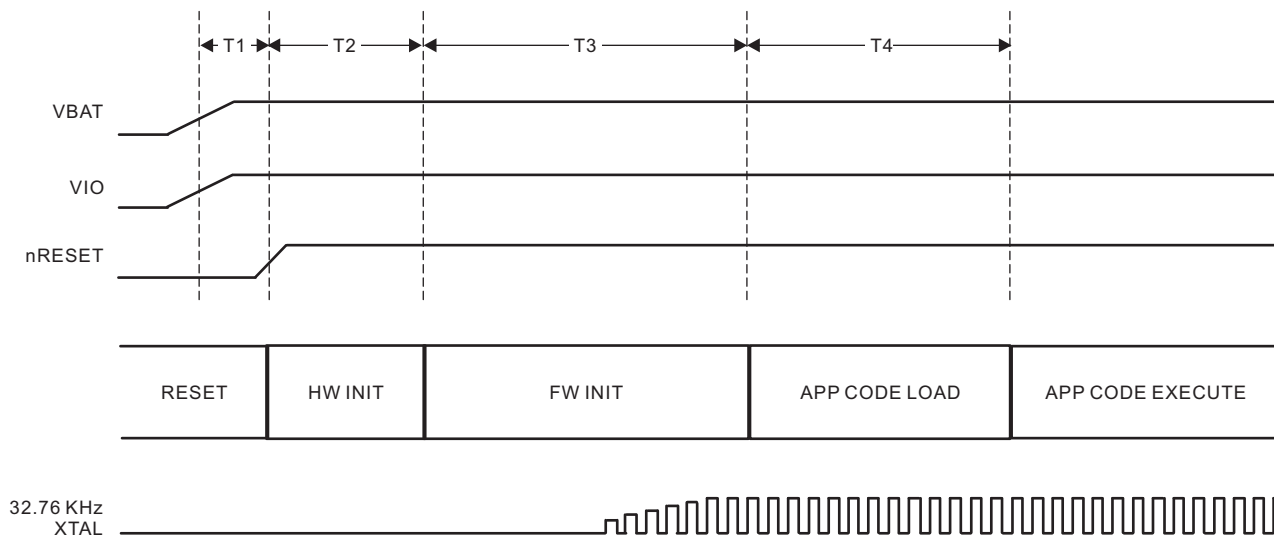 T1 T2 T3 T4
VBAT
VIO
nRESET
RESET HW INIT FW INIT APP CODE LOAD APP CODE EXECUTE
32.76 KHz
XTAL